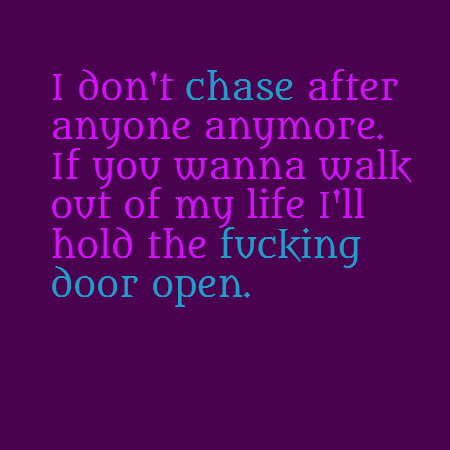 I don't chase after
anyone anymore.
If you wanna walk
out of my life I'll
hold the fucking
door open.